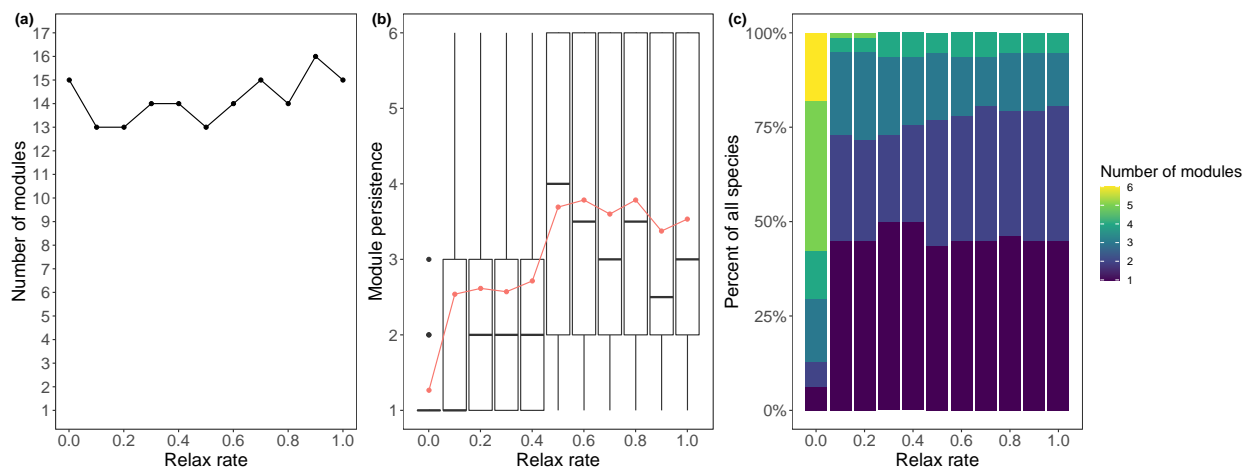 (a)
17
16
15
14
13
12
11
10
9
8
7
6
5
4
3
2
1
Number of modules
0.0 0.2 0.4 0.6 0.8 1.0
Relax rate
(b)
6
5
4
3
2
1
Module persistence
0.0 0.2 0.4 0.6 0.8 1.0
Relax rate
(c)
100%
75%
50%
25%
0%
Percent of all species
0.0 0.2 0.4 0.6 0.8 1.0
Relax rate
Number of modules
6
5
4
3
2
1